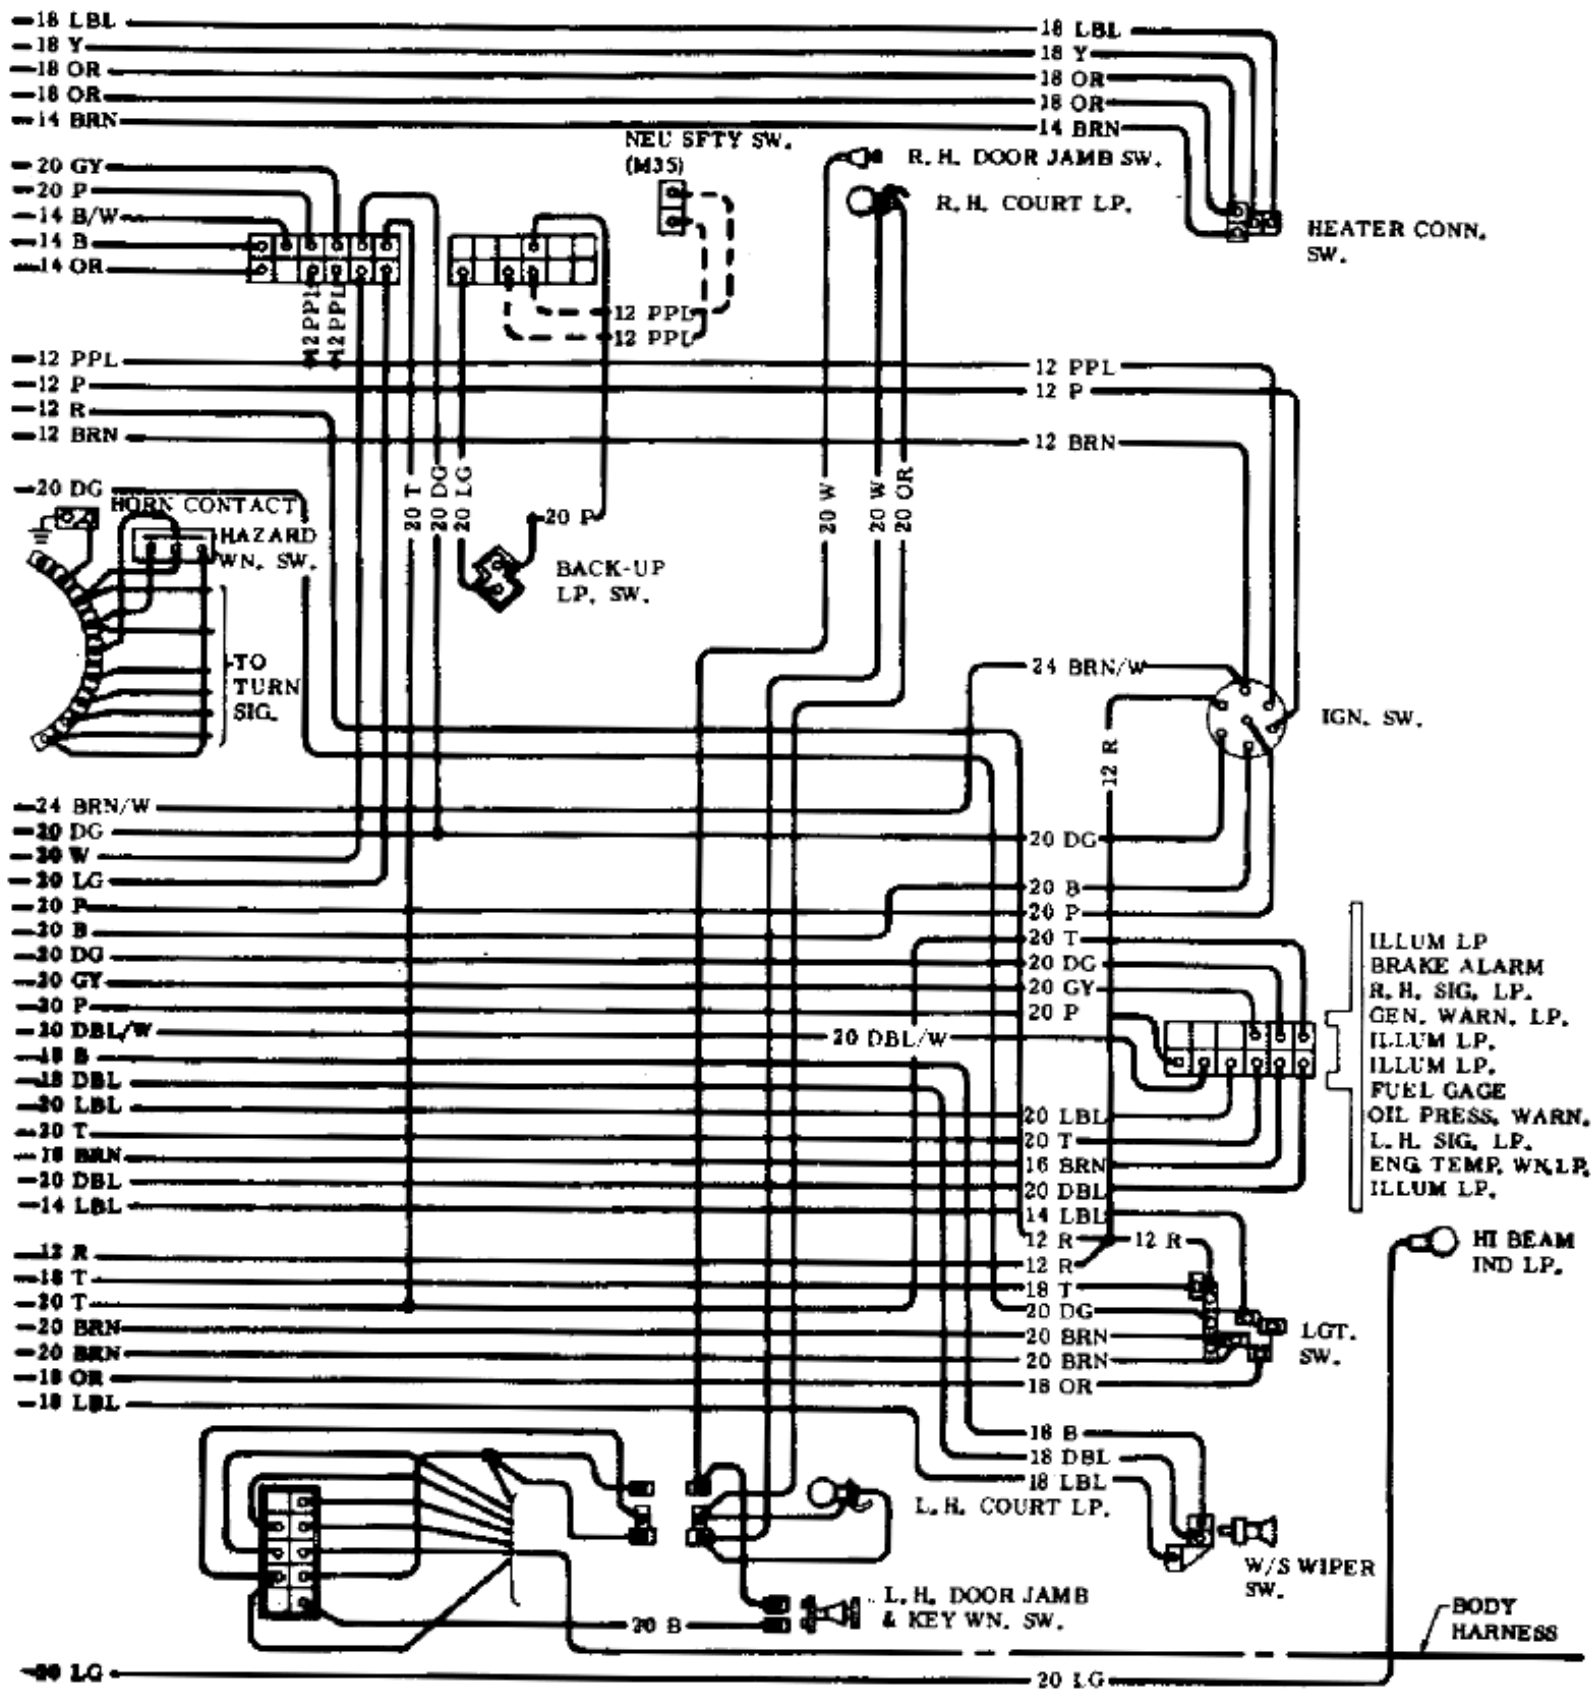 18 LBL
18 Y
18 OR
18 OR
14 BRN
18 LBL
18 Y
18 OR
18 OR
14 BRN
NEU SFTY SW.
(M35)
R. H. DOOR JAMB SW.
R. H. COURT LP.
HEATER CONN.
SW.
20 GY
20 P
14 B/W
14 B
14 OR
12 PPL
12 PPL
12 PPL
12 PPL
12 PPL
12 P
12 R
12 BRN
12 PPL
12 P
12 BRN
20 DG
HORN CONTACT
HAZARD
WN. SW.
20 T
20 DG
20 LG
20 P
BACK-UP
LP. SW.
20 W
20 W
20 OR
TO
TURN
SIG.
24 BRN/W
IGN. SW.
12 R
24 BRN/W
20 DG
20 W
20 LG
20 P
20 B
20 DG
20 GY
20 P
20 DBL/W
18 B
18 DBL
20 LBL
20 T
18 BRN
20 DBL
14 LBL
12 R
18 T
20 T
20 BRN
20 BRN
18 OR
18 LBL
20 DG
20 B
20 P
20 T
20 DG
20 GY
20 P
20 DBL/W
20 LBL
20 T
16 BRN
20 DBL
14 LBL
12 R
12 R
12 R
18 T
20 DG
20 BRN
20 BRN
18 OR
18 B
18 DBL
18 LBL
ILLUM LP
BRAKE ALARM
R. H. SIG. LP.
GEN. WARN. LP.
ILLUM LP.
ILLUM LP.
FUEL GAGE
OIL PRESS. WARN.
L. H. SIG. LP.
ENG. TEMP. WN. LP.
ILLUM LP.
HI BEAM
IND LP.
LGT.
SW.
L. H. COURT LP.
W/S WIPER
SW.
L. H. DOOR JAMB
& KEY WN. SW.
20 B
BODY
HARNESS
20 LG
20 LG